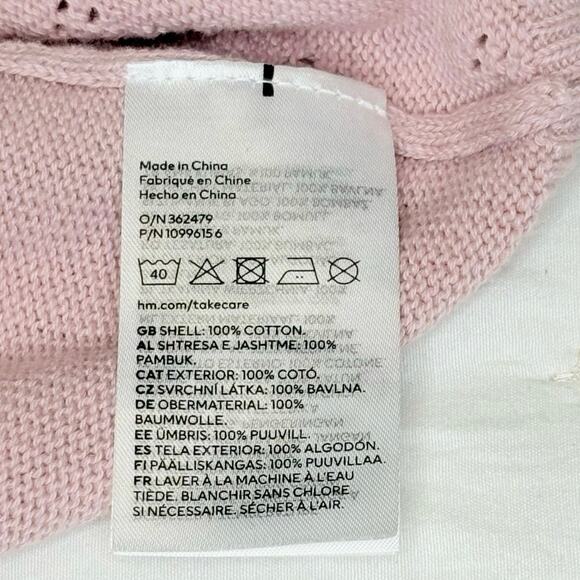 Made in China
Fabriqué en Chine
Hecho en China
O/N 362479
P/N 1099615 6
40
hm.com/takecare
GB SHELL: 100% COTTON.
AL SHTRESA E JASHTME: 100%
PAMBUK.
CAT EXTERIOR: 100% COTÓ.
CZ SVRCHNÍ LÁTKA: 100% BAVLNA.
DE OBERMATERIAL: 100%
BAUMWOLLE.
EE ÜMBRIS: 100% PUUVILL.
ES TELA EXTERIOR: 100% ALGODÓN.
FI PÄÄLLISKANGAS: 100% PUUVILLAA.
FR LAVER À LA MACHINE À L'EAU
TIÈDE. BLANCHIR SANS CHLORE
SI NÉCESSAIRE. SÉCHER À L'AIR.